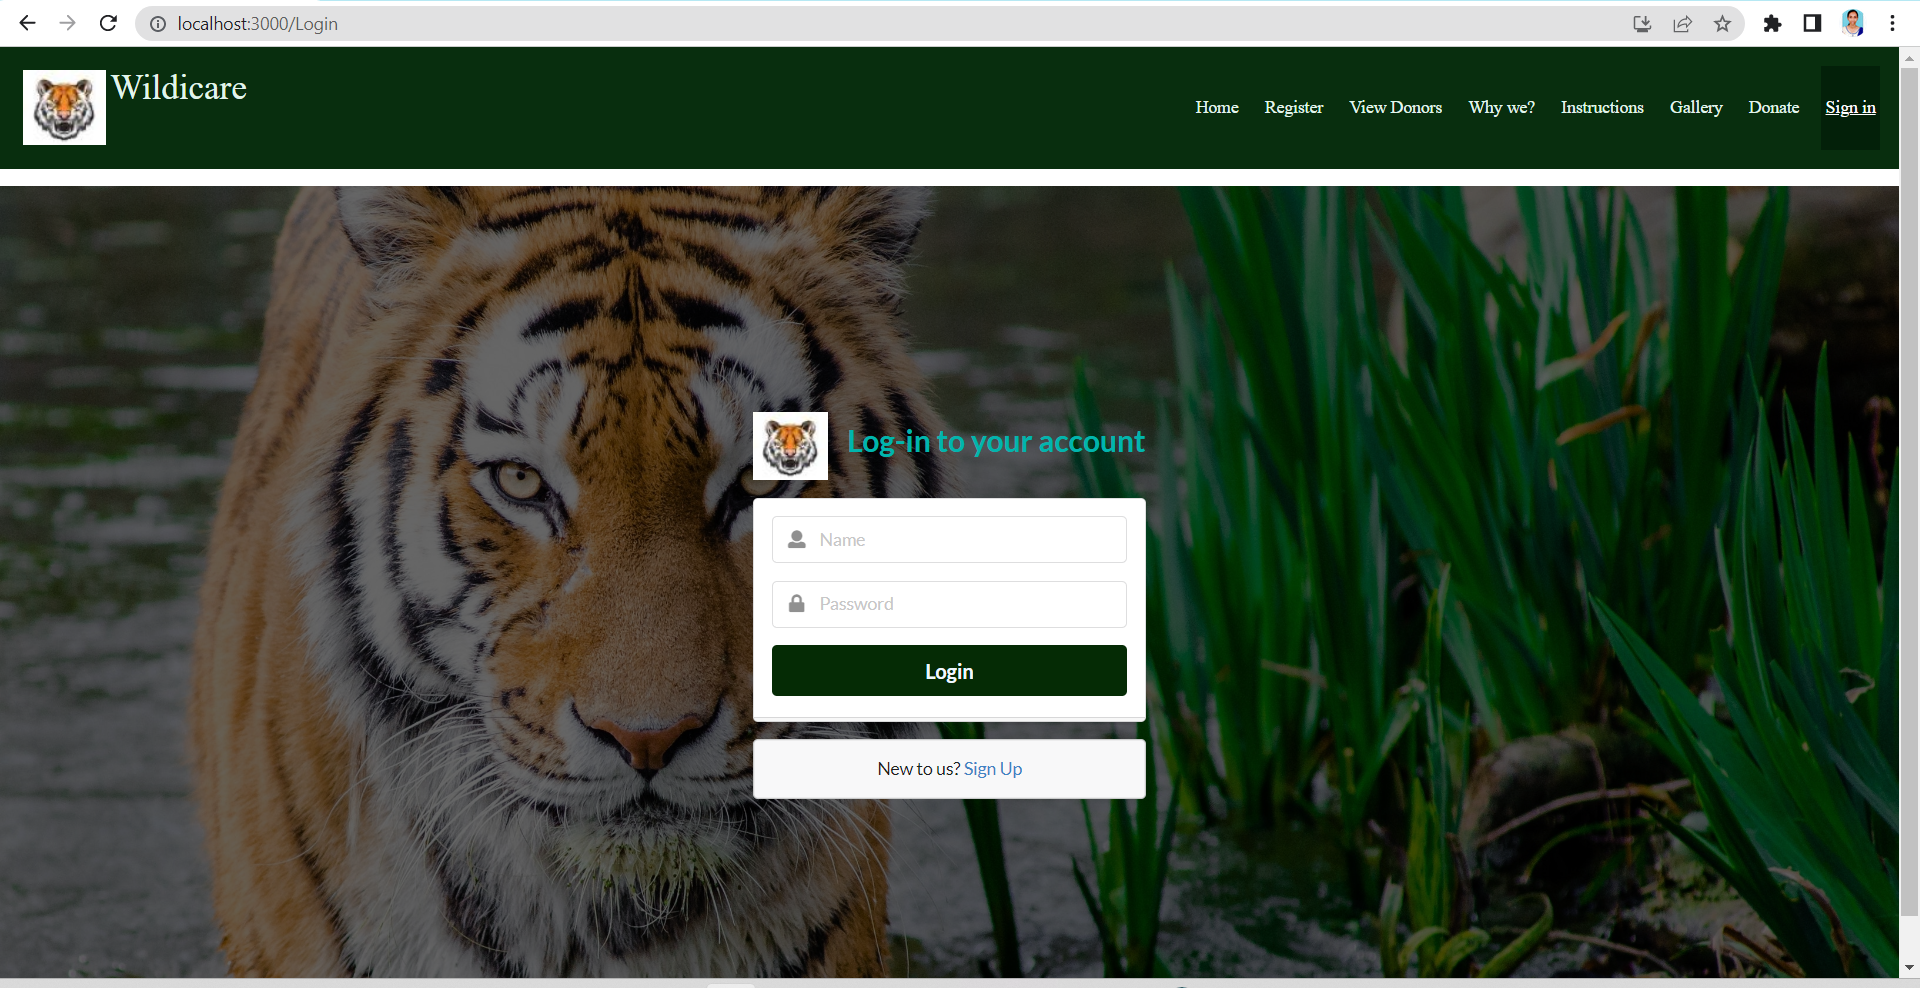 localhost:3000/Login
Wildicare
Home Register View Donors Why we? Instructions Gallery Donate Sign in
Log-in to your account
Name
Password
Login
New to us? Sign Up